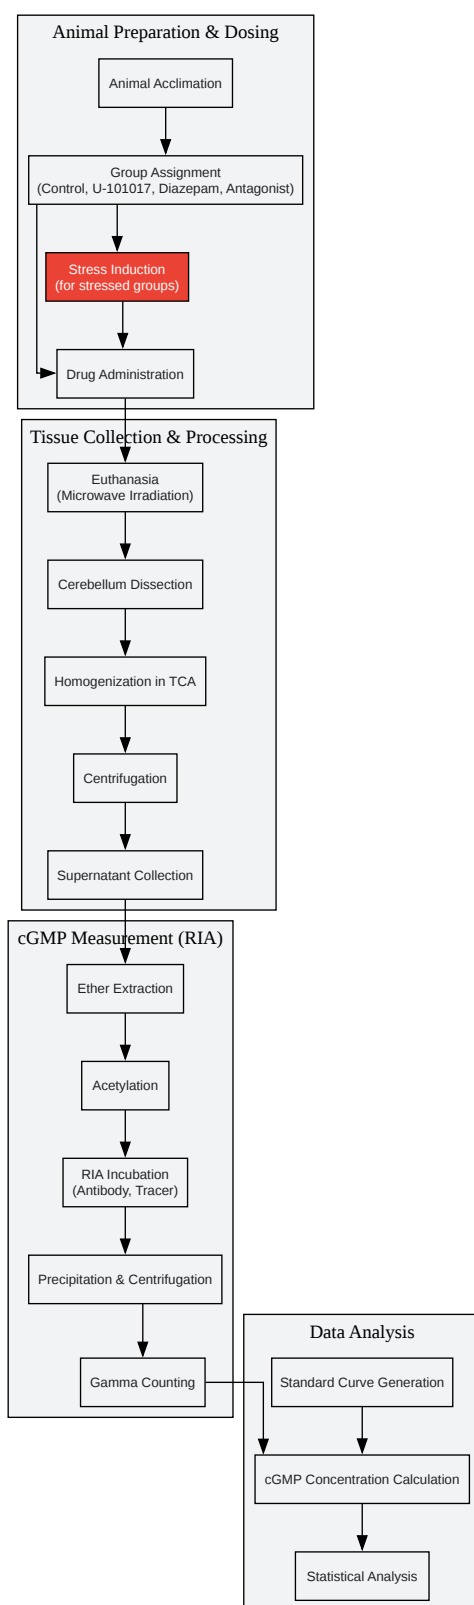 Animal Preparation & Dosing
Animal Acclimation
Group Assignment
(Control, U-101017, Diazepam, Antagonist)
Stress Induction
(for stressed groups)
Drug Administration
Tissue Collection & Processing
Euthanasia
(Microwave Irradiation)
Cerebellum Dissection
Homogenization in TCA
Centrifugation
Supernatant Collection
cGMP Measurement (RIA)
Ether Extraction
Acetylation
RIA Incubation
(Antibody, Tracer)
Precipitation & Centrifugation
Gamma Counting
Data Analysis
Standard Curve Generation
cGMP Concentration Calculation
Statistical Analysis